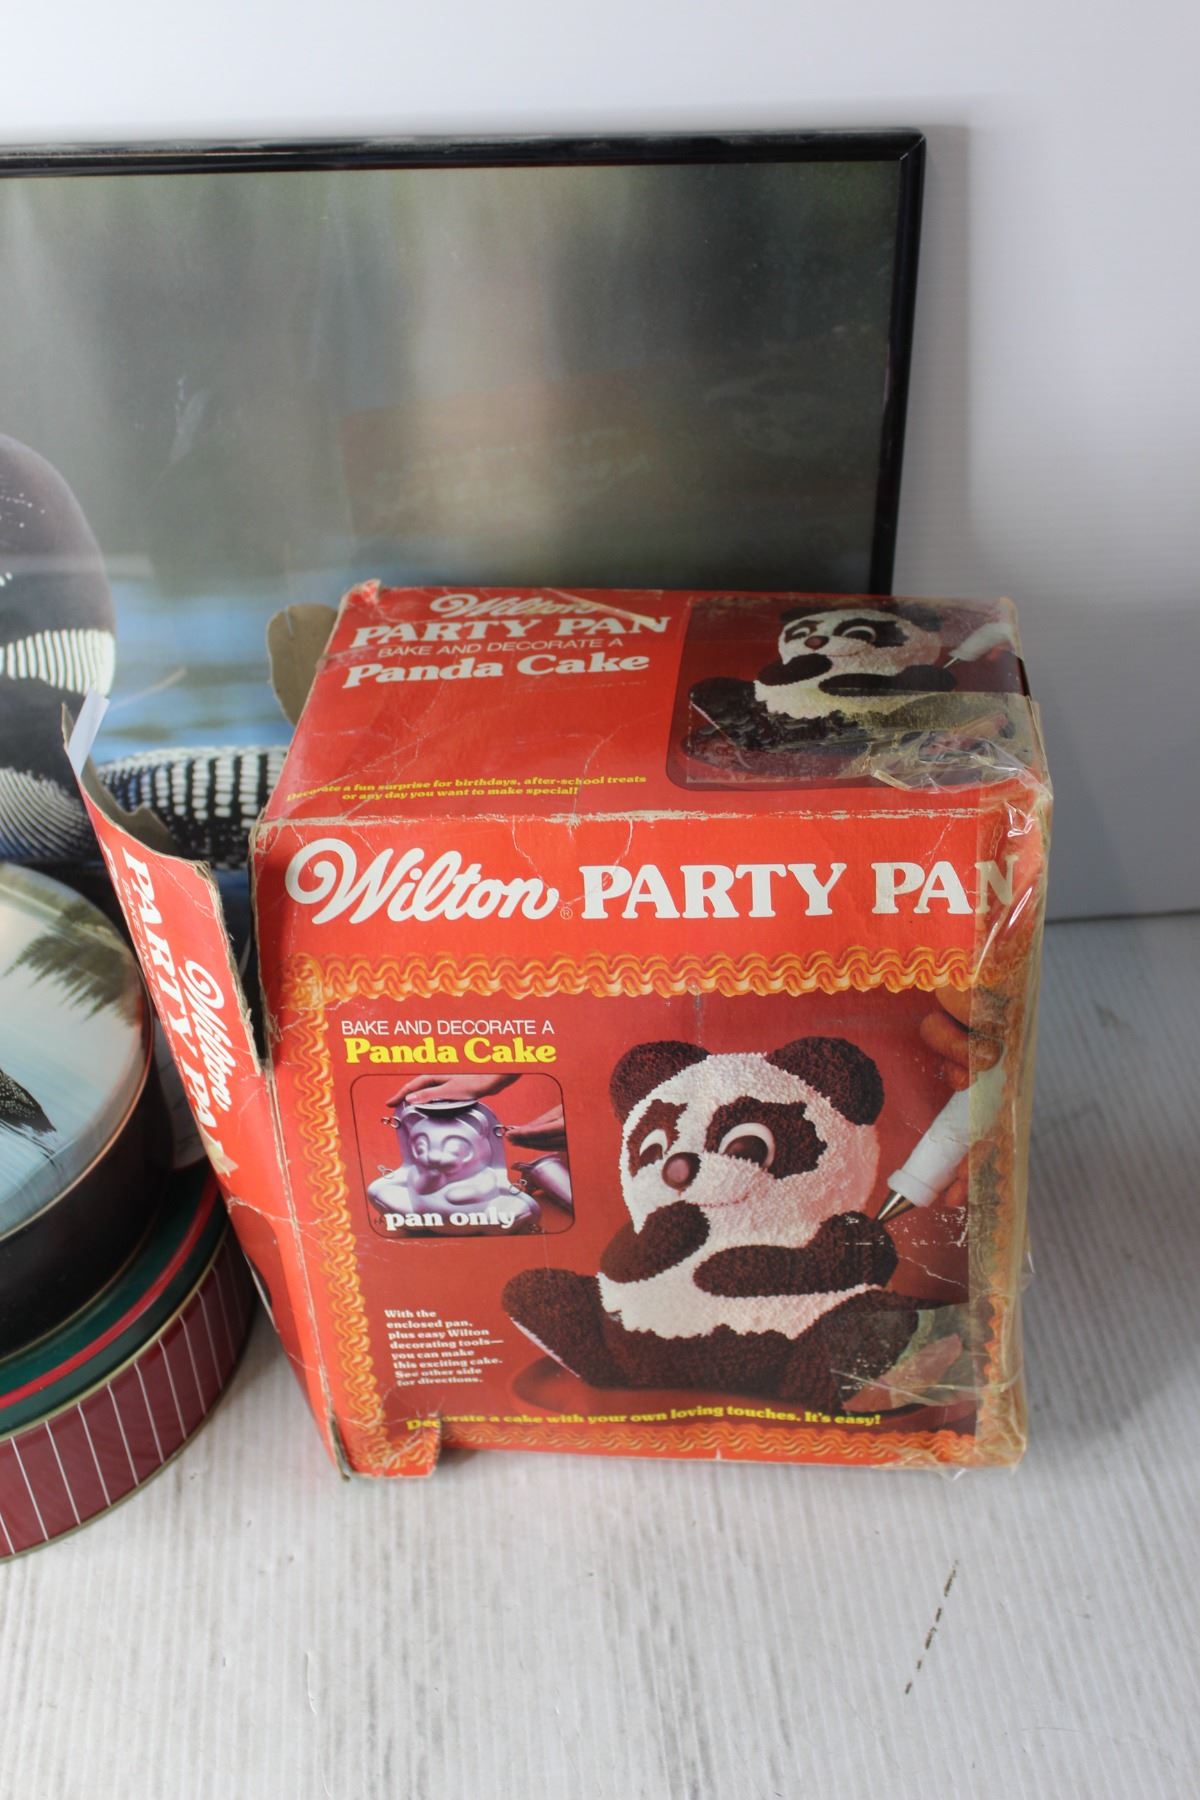 Wilton
PARTY PAN
BAKE AND DECORATE A
Panda Cake
Decorate a fun surprise for birthdays, after-school treats
or any day you want to make special!
Wilton® PARTY PAN
BAKE AND DECORATE A
Panda Cake
pan only
With the
enclosed pan,
plus easy Wilton
decorating tools—
you can make
this exciting cake.
See other side
for directions.
Decorate a cake with your own loving touches. It's easy!
Wilton
PARTY PA